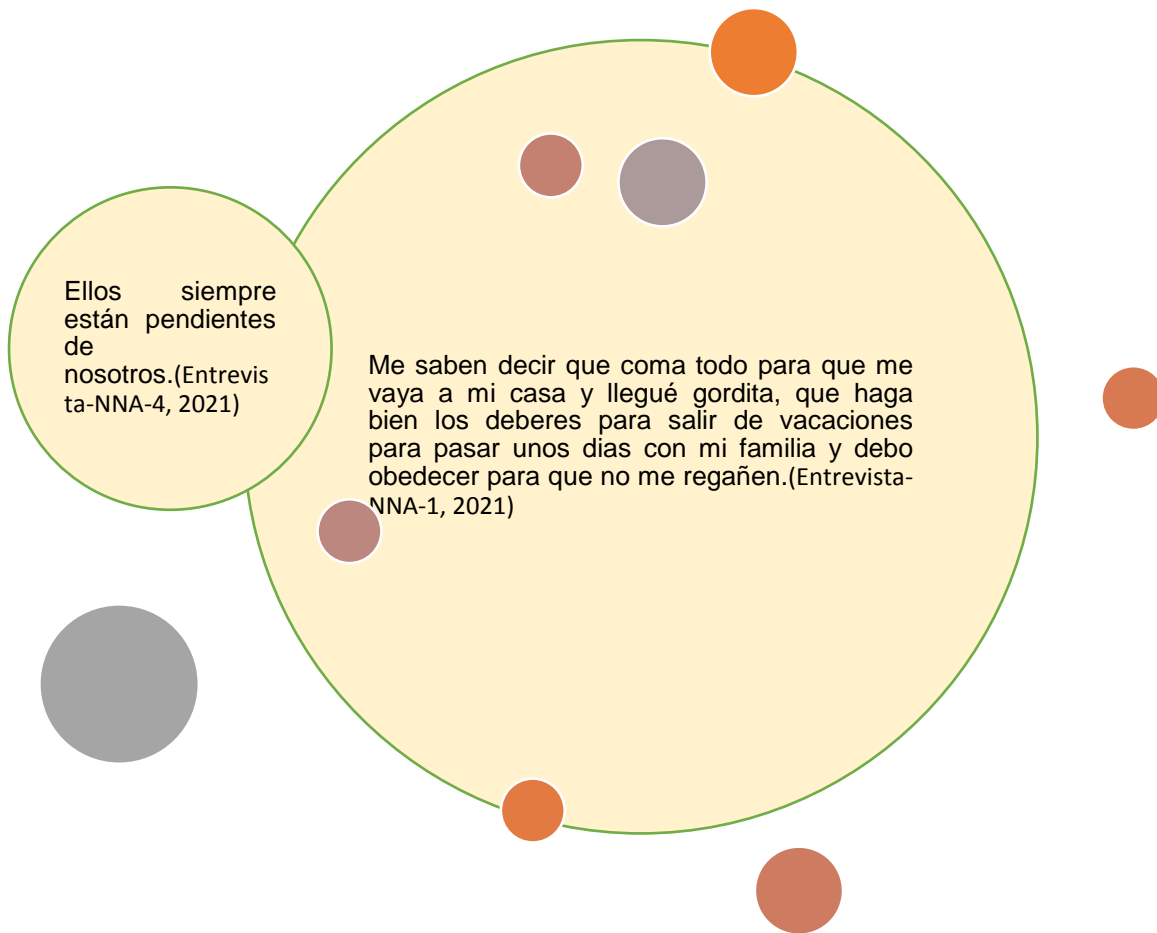 Ellos siempre
están pendientes
de
nosotros.(Entrevis
ta-NNA-4, 2021)
Me saben decir que coma todo para que me
vaya a mi casa y llegué gordita, que haga
bien los deberes para salir de vacaciones
para pasar unos dias con mi familia y debo
obedecer para que no me regañen.(Entrevista-
NNA-1, 2021)